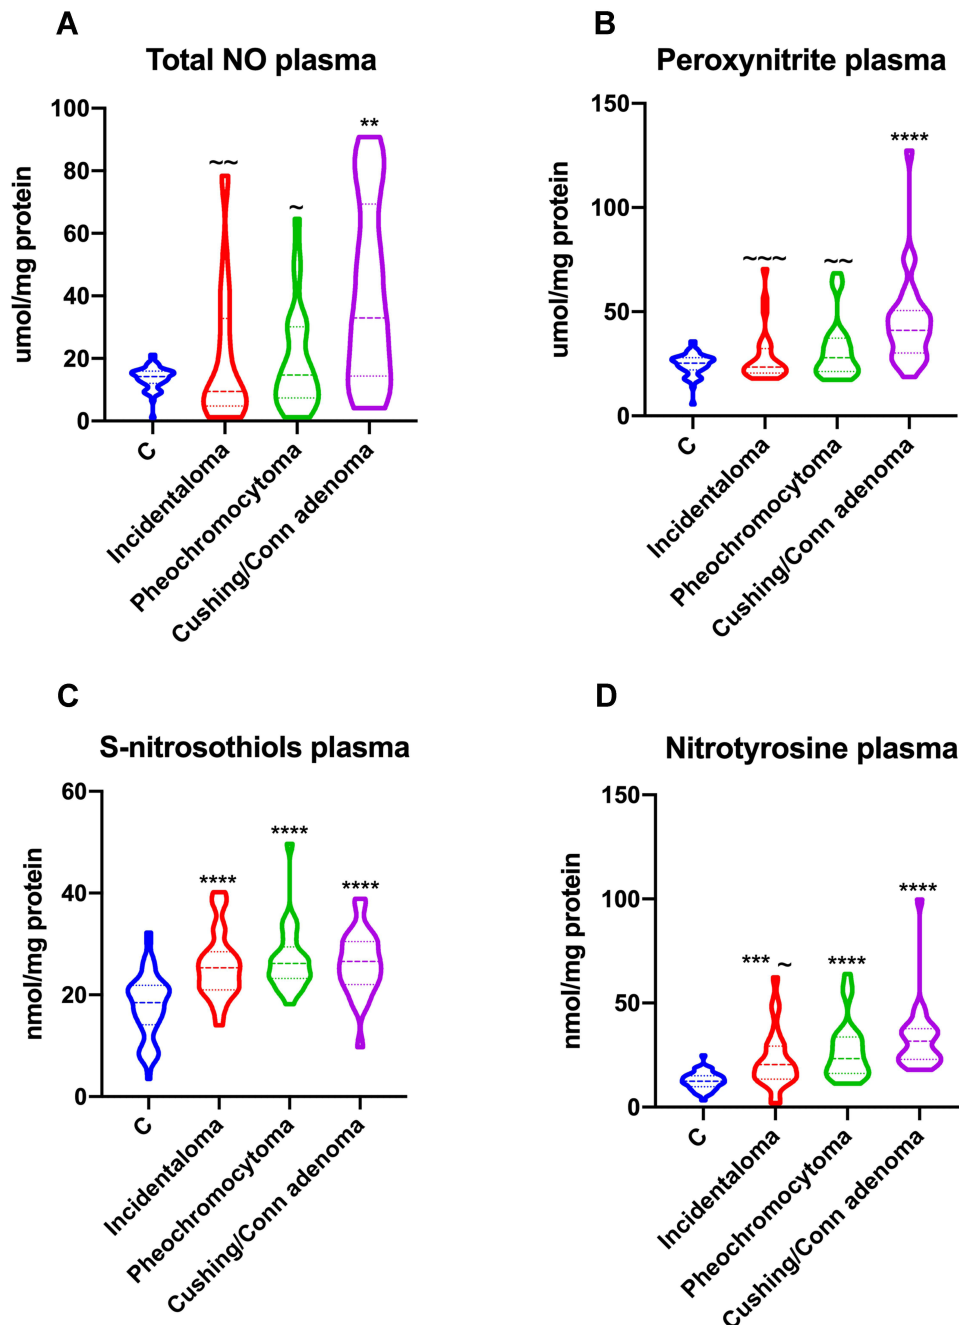 A
Total NO plasma
umol/mg protein
100
80
60
40
20
0
~~
~
**
C
Incidentaloma
Pheochromocytoma
Cushing/Conn adenoma
B
Peroxynitrite plasma
umol/mg protein
150
100
50
0
~~~
~~
****
C
Incidentaloma
Pheochromocytoma
Cushing/Conn adenoma
C
S-nitrosothiols plasma
nmol/mg protein
60
40
20
0
****
****
****
C
Incidentaloma
Pheochromocytoma
Cushing/Conn adenoma
D
Nitrotyrosine plasma
nmol/mg protein
150
100
50
0
*** ~
****
****
C
Incidentaloma
Pheochromocytoma
Cushing/Conn adenoma